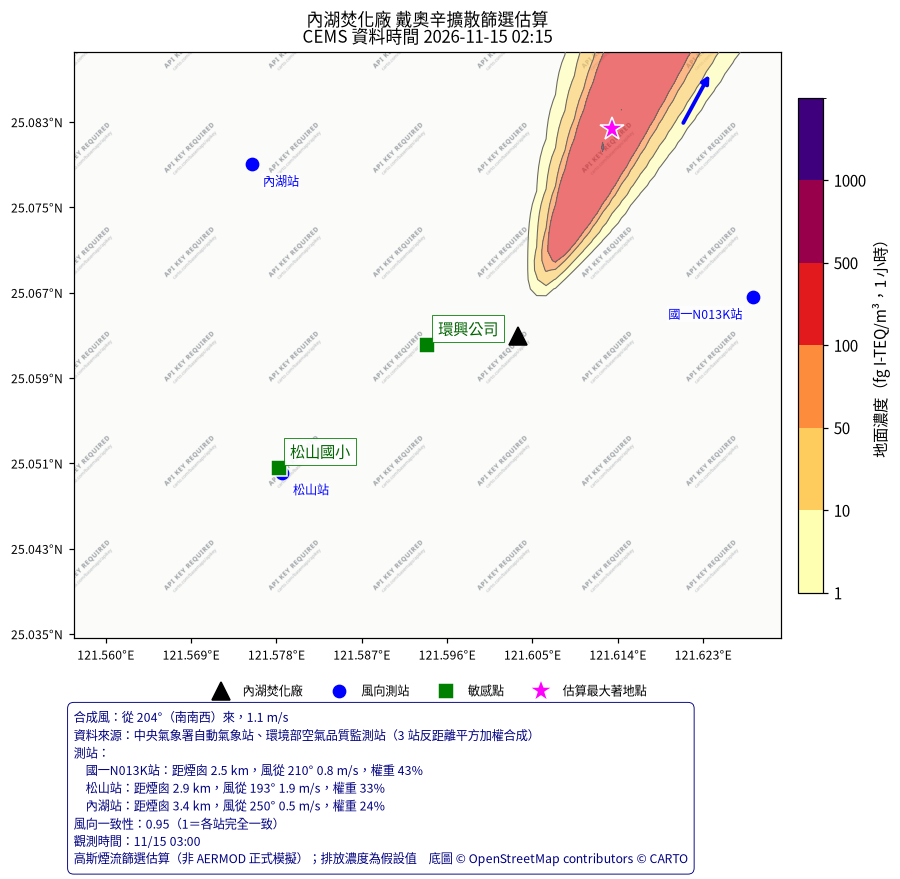 內湖焚化廠 戴奧辛擴散篩選估算
CEMS 資料時間 2026-11-15 02:15
API KEY REQUIRED
25.083°N
25.075°N
25.067°N
25.059°N
25.051°N
25.043°N
25.035°N
121.560°E
121.569°E
121.578°E
121.587°E
121.596°E
121.605°E
121.614°E
121.623°E
內湖站
國一N013K站
環興公司
松山國小
松山站
1000
500
100
50
10
1
地面濃度（fg I-TEQ/m³，1 小時）
內湖焚化廠
風向測站
敏感點
估算最大著地點
合成風：從 204°（南南西）來，1.1 m/s
資料來源：中央氣象署自動氣象站、環境部空氣品質監測站（3 站反距離平方加權合成）
測站：
國一N013K站：距煙囪 2.5 km，風從 210° 0.8 m/s，權重 43%
松山站：距煙囪 2.9 km，風從 193° 1.9 m/s，權重 33%
內湖站：距煙囪 3.4 km，風從 250° 0.5 m/s，權重 24%
風向一致性：0.95（1＝各站完全一致）
觀測時間：11/15 03:00
高斯煙流篩選估算（非 AERMOD 正式模擬）；排放濃度為假設值　底圖 © OpenStreetMap contributors © CARTO